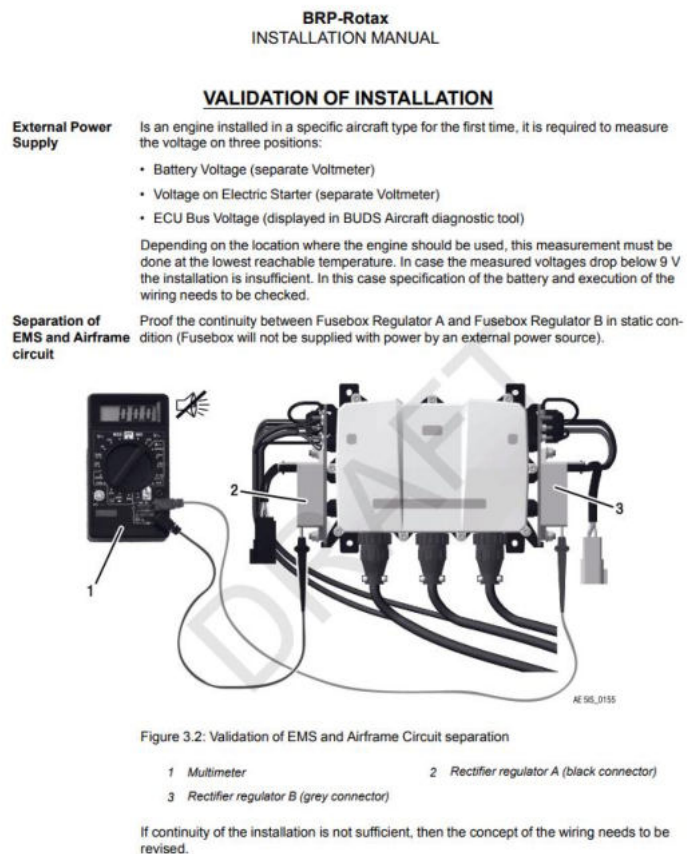 BRP-Rotax
INSTALLATION MANUAL
VALIDATION OF INSTALLATION
External Power Supply
Is an engine installed in a specific aircraft type for the first time, it is required to measure
the voltage on three positions:
• Battery Voltage (separate Voltmeter)
• Voltage on Electric Starter (separate Voltmeter)
• ECU Bus Voltage (displayed in BUDS Aircraft diagnostic tool)
Depending on the location where the engine should be used, this measurement must be
done at the lowest reachable temperature. In case the measured voltages drop below 9 V
the installation is insufficient. In this case specification of the battery and execution of the
wiring needs to be checked.
Separation of EMS and Airframe circuit
Proof the continuity between Fusebox Regulator A and Fusebox Regulator B in static con-
dition (Fusebox will not be supplied with power by an external power source).
DRAFT
2
3
1
AE SIS_0155
Figure 3.2: Validation of EMS and Airframe Circuit separation
1 Multimeter
2 Rectifier regulator A (black connector)
3 Rectifier regulator B (grey connector)
If continuity of the installation is not sufficient, then the concept of the wiring needs to be
revised.